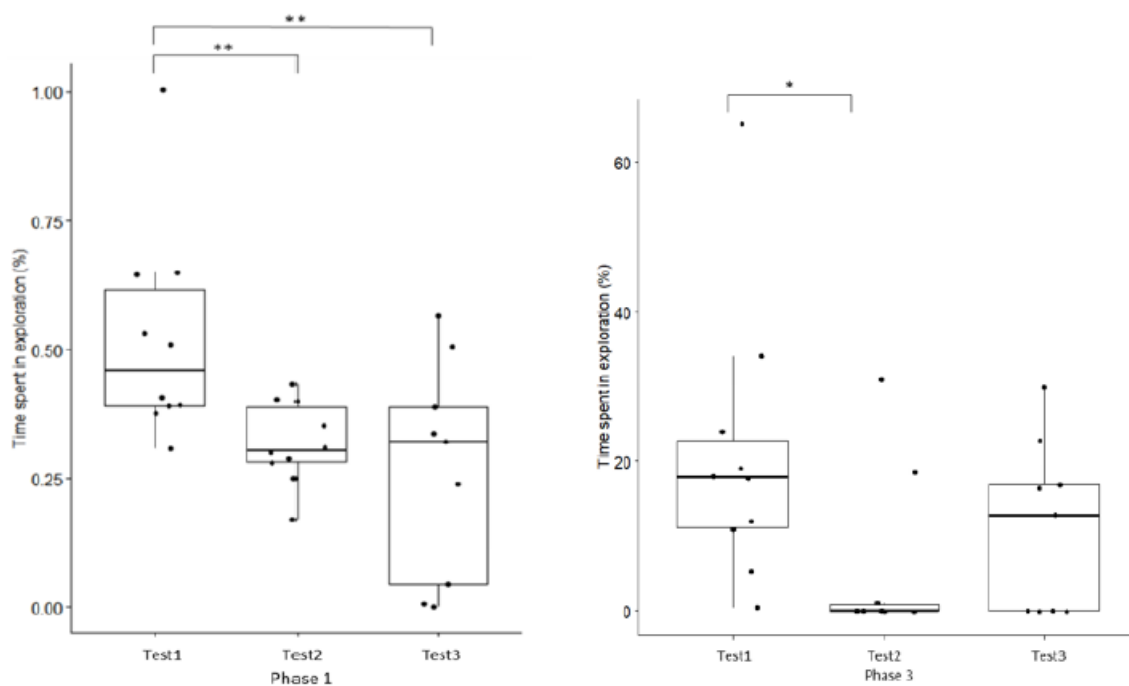 **
**
1.00
0.75
0.50
0.25
0.00
Time spent in exploration (%)
Test1 Test2 Test3
Phase 1
*
60
40
20
0
Time spent in exploration (%)
Test1 Test2 Test3
Phase 3